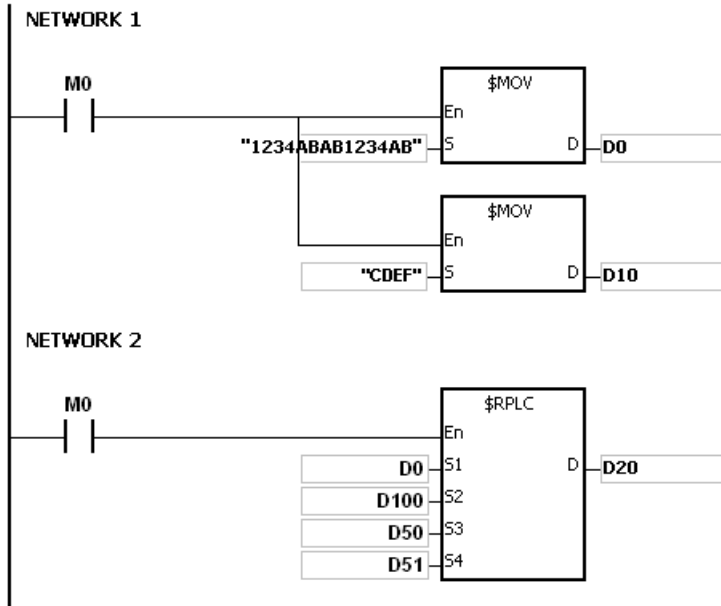 NETWORK 1
M0
$MOV
En
"1234ABAB1234AB" S D D0
$MOV
En
"CDEF" S D D10
NETWORK 2
M0
$RPLC
En
D0 S1 D D20
D100 S2
D50 S3
D51 S4